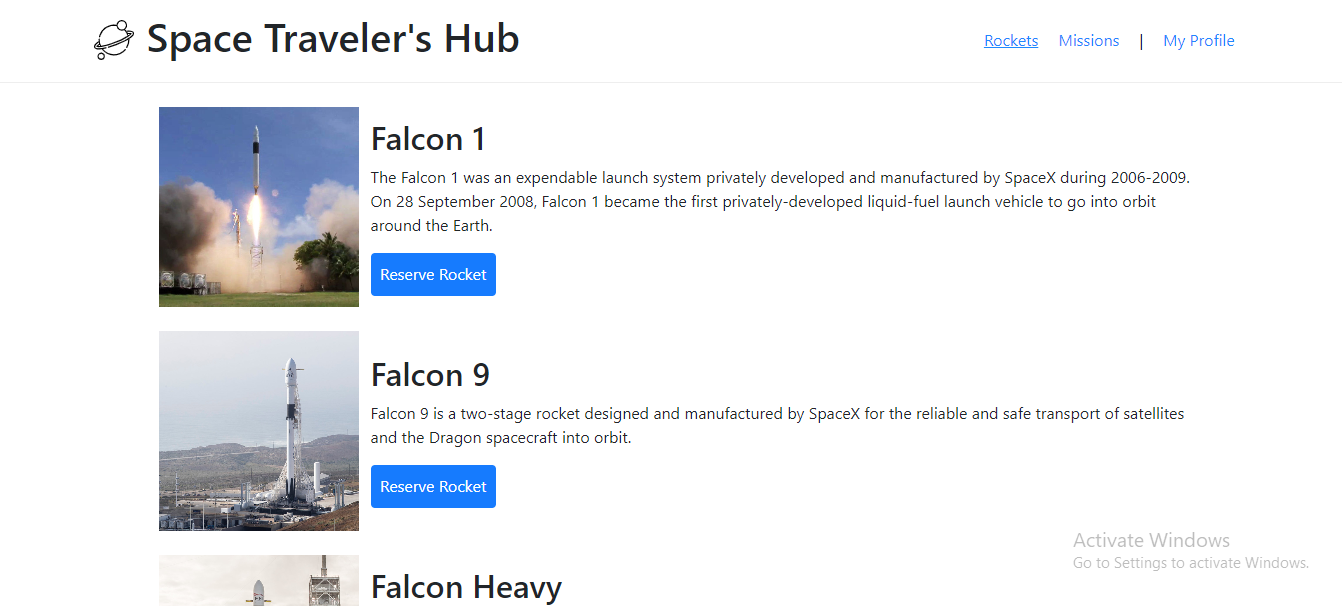 Space Traveler's Hub
Rockets Missions | My Profile
Falcon 1
The Falcon 1 was an expendable launch system privately developed and manufactured by SpaceX during 2006-2009.
On 28 September 2008, Falcon 1 became the first privately-developed liquid-fuel launch vehicle to go into orbit
around the Earth.
Reserve Rocket
Falcon 9
Falcon 9 is a two-stage rocket designed and manufactured by SpaceX for the reliable and safe transport of satellites
and the Dragon spacecraft into orbit.
Reserve Rocket
Activate Windows
Go to Settings to activate Windows.
Falcon Heavy